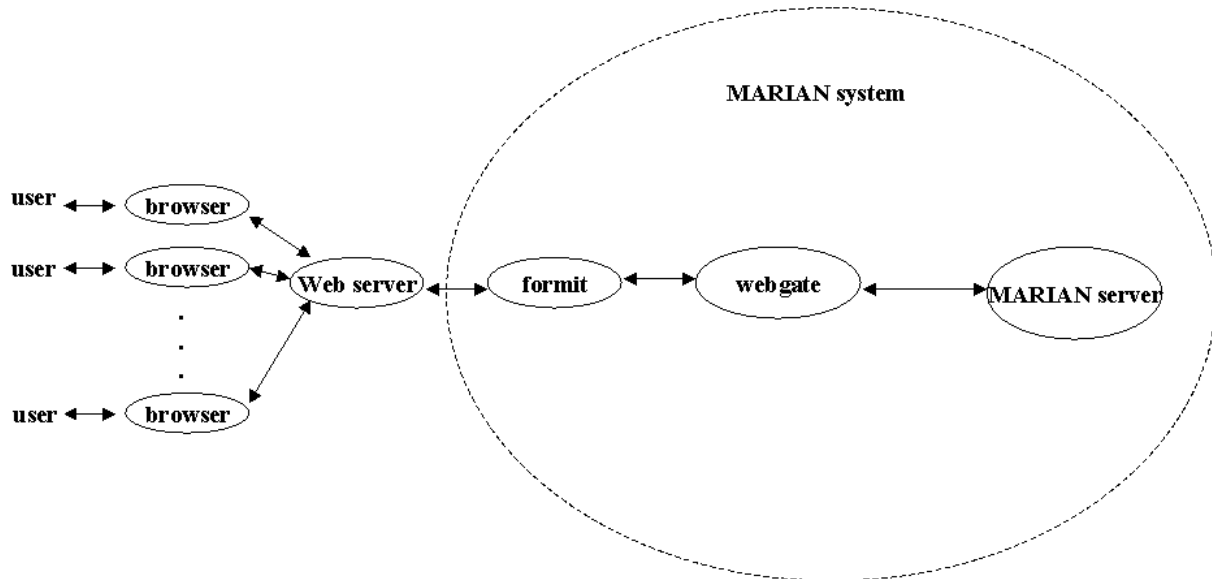 MARIAN system
user
browser
user
browser
Web server
formit
webgate
MARIAN server
user
browser